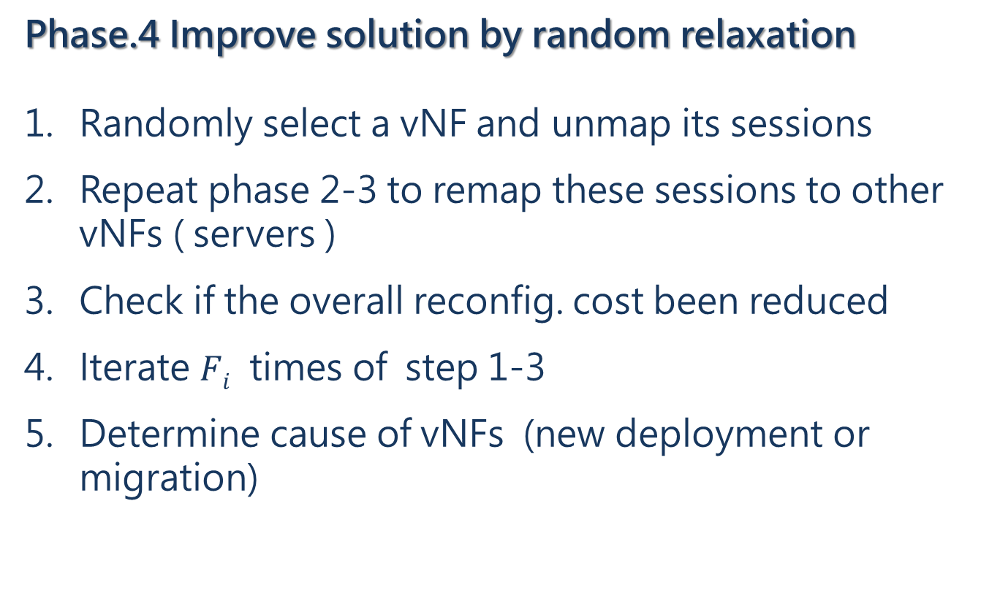 Phase.4 Improve solution by random relaxation
1. Randomly select a vNF and unmap its sessions
2. Repeat phase 2-3 to remap these sessions to other
vNFs ( servers )
3. Check if the overall reconfig. cost been reduced
4. Iterate F_i times of step 1-3
5. Determine cause of vNFs (new deployment or
migration)